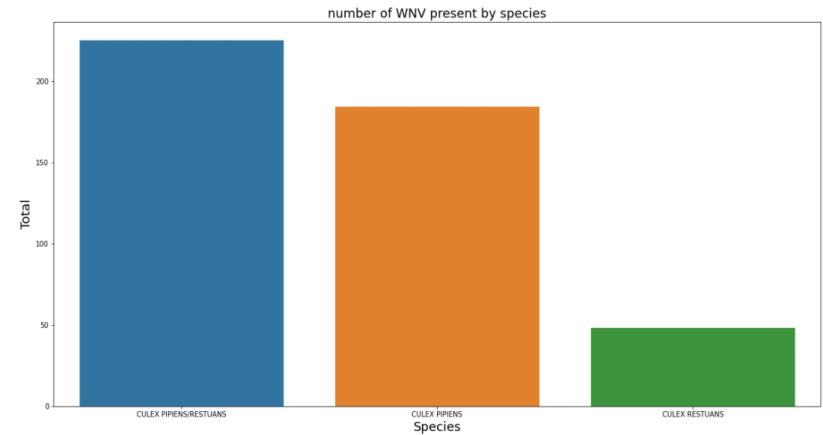 number of WNV present by species
Total
200
150
100
50
0
CULEX PIPIENS/RESTUANS
CULEX PIPIENS
CULEX RESTUANS
Species